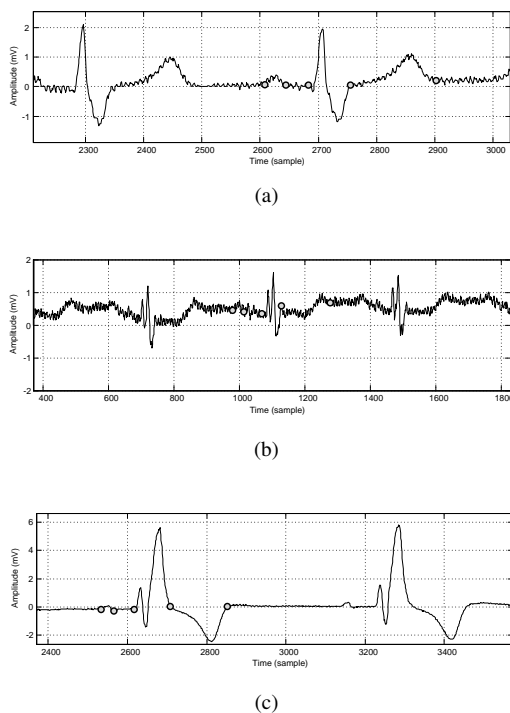 2
1
0
-1
Amplitude (mV)
2300 2400 2500 2600 2700 2800 2900 3000
Time (sample)
(a)
2
1
0
1
-2
Amplitude (mV)
400 600 800 1000 1200 1400 1600 1800
Time (sample)
(b)
6
4
2
0
-2
Amplitude (mV)
2400 2600 2800 3000 3200 3400
Time (sample)
(c)